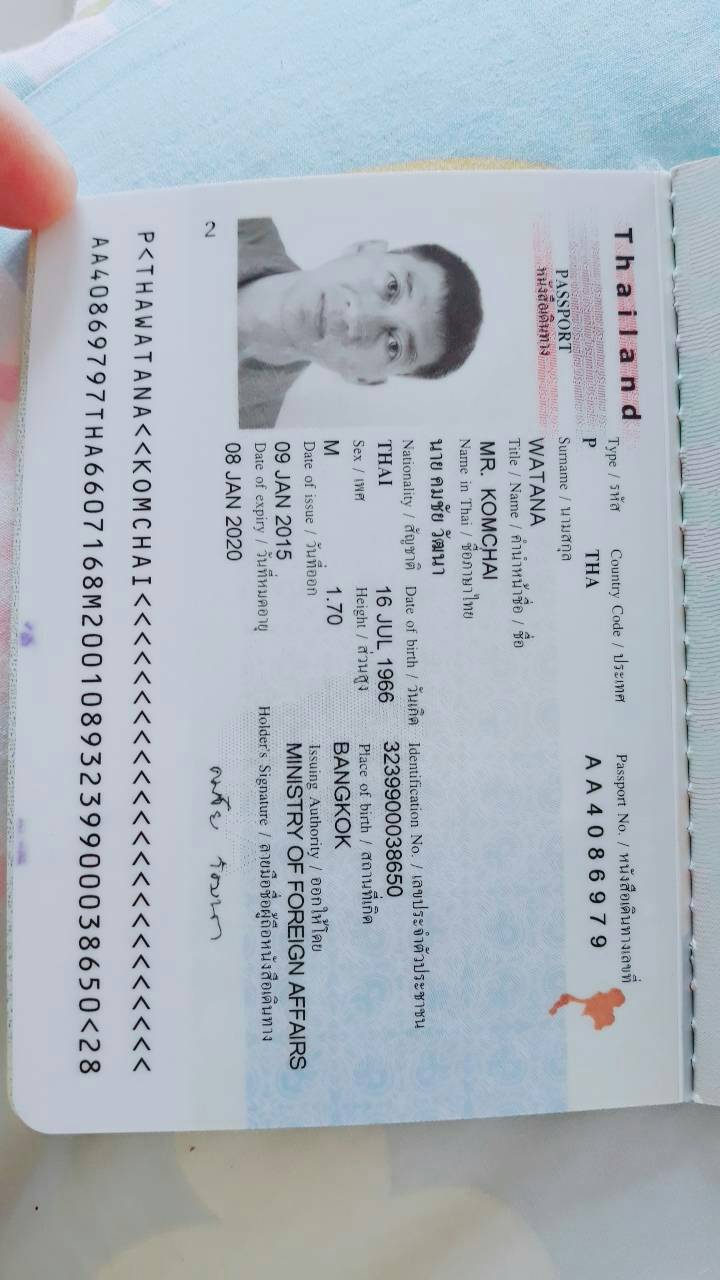 Thailand
PASSPORT
หนังสือเดินทาง
Type / รหัส Country Code / ประเทศ Passport No. / หนังสือเดินทางเลขที่
P THA AA4086979
Surname / นามสกุล
WATANA
Title / Name / คำนำหน้าชื่อ / ชื่อ
MR. KOMCHAI
Name in Thai / ชื่อภาษาไทย
นาย คมชัย วัฒนา
Nationality / สัญชาติ Date of birth / วันเกิด Identification No. / เลขประจำตัวประชาชน
THAI 16 JUL 1966 3239900038650
Sex / เพศ Height / ส่วนสูง Place of birth / สถานที่เกิด
M 1.70 BANGKOK
Date of issue / วันที่ออก Issuing Authority / ออกให้โดย
09 JAN 2015 MINISTRY OF FOREIGN AFFAIRS
Date of expiry / วันที่หมดอายุ Holder's Signature / ลายมือชื่อผู้ถือหนังสือเดินทาง
08 JAN 2020
คมชัย วัฒนา
2
P<THAWATANA<<KOMCHAI<<<<<<<<<<<<<<<<<<<<<<<<
AA40869797THA6607168M20010893239900038650<28